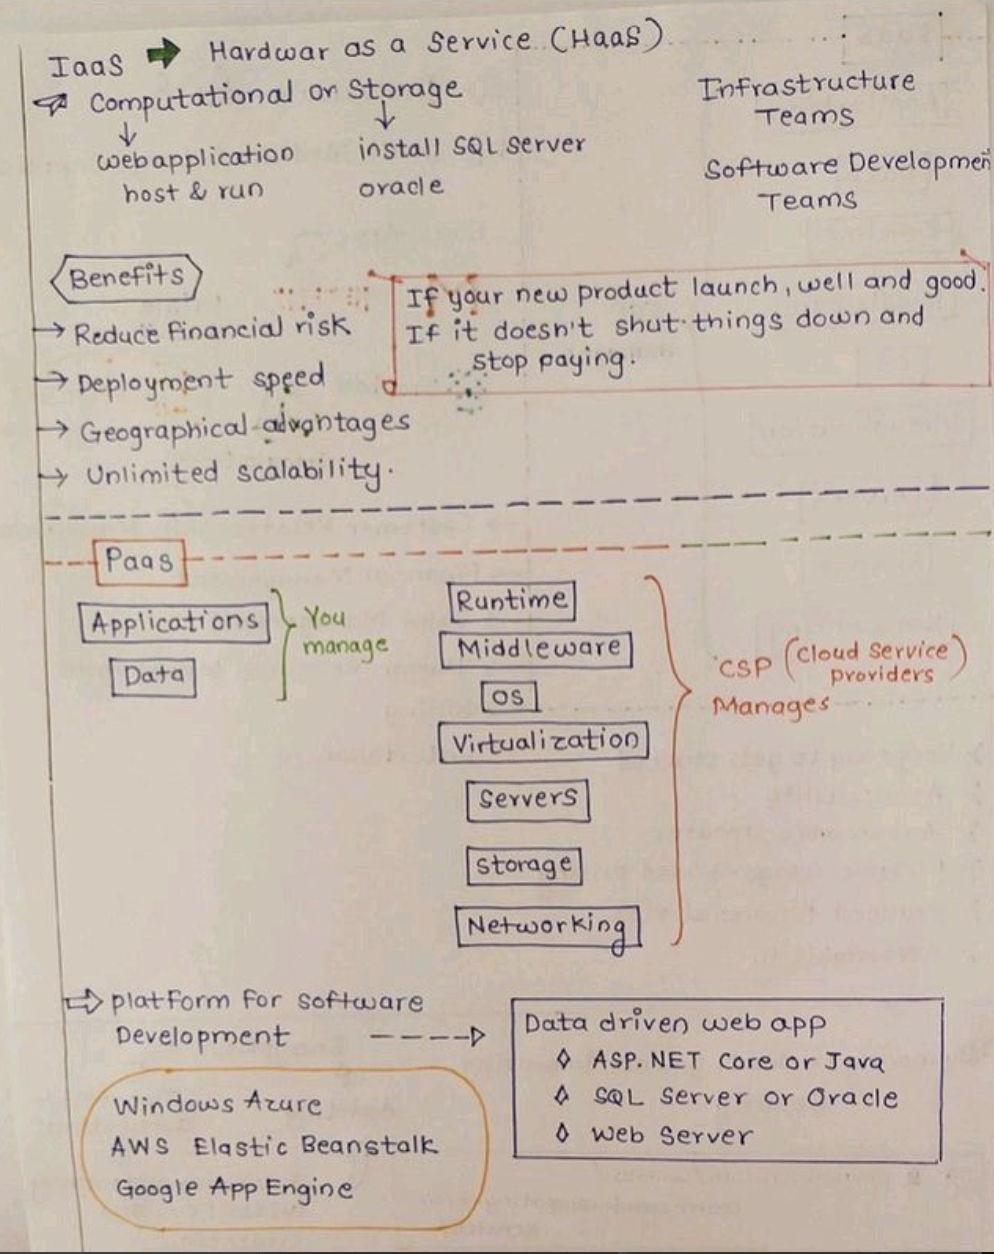 IaaS → Hardwar as a Service (HaaS)
Computational or Storage
webapplication
host & run
install SQL Server
oracle
Infrastructure
Teams
Software Developmen
Teams
Benefits
→ Reduce financial risk
→ Deployment speed
→ Geographical advantages
→ Unlimited scalability.
If your new product launch, well and good.
If it doesn't shut things down and
stop paying.
Paas
Applications
Data
You
manage
Runtime
Middleware
OS
Virtualization
Servers
Storage
Networking
CSP (Cloud Service
providers)
Manages
⇒ platform for software
Development
Windows Azure
AWS Elastic Beanstalk
Google App Engine
Data driven web app
◊ ASP.NET Core or Java
◊ SQL Server or Oracle
◊ Web Server